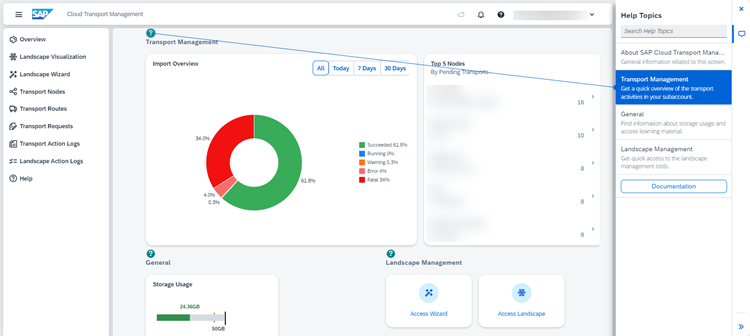 SAP
Cloud Transport Management
Overview
Landscape Visualization
Landscape Wizard
Transport Nodes
Transport Routes
Transport Requests
Transport Action Logs
Landscape Action Logs
Help
?
Transport Management
Import Overview
All Today 7 Days 30 Days
34.0%
4.0%
0.3%
61.8%
Succeeded 61.8%
Running 0%
Warning 0.3%
Error 4%
Fatal 34%
Top 5 Nodes
By Pending Transports
16
10
8
8
8
?
General
Storage Usage
24.36GB
50GB
?
Landscape Management
Access Wizard
Access Landscape
Help Topics
Search Help Topics
About SAP Cloud Transport Mana...
General information related to this screen.
Transport Management
Get a quick overview of the transport
activities in your subaccount.
General
Find information about storage usage and
access learning material.
Landscape Management
Get quick access to the landscape
management tools.
Documentation